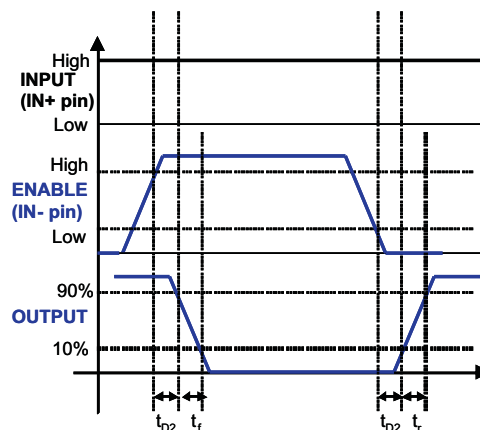 High
INPUT
(IN+ pin)
Low
High
ENABLE
(IN- pin)
Low
90%
OUTPUT
10%
tD2 tf tD2 tr